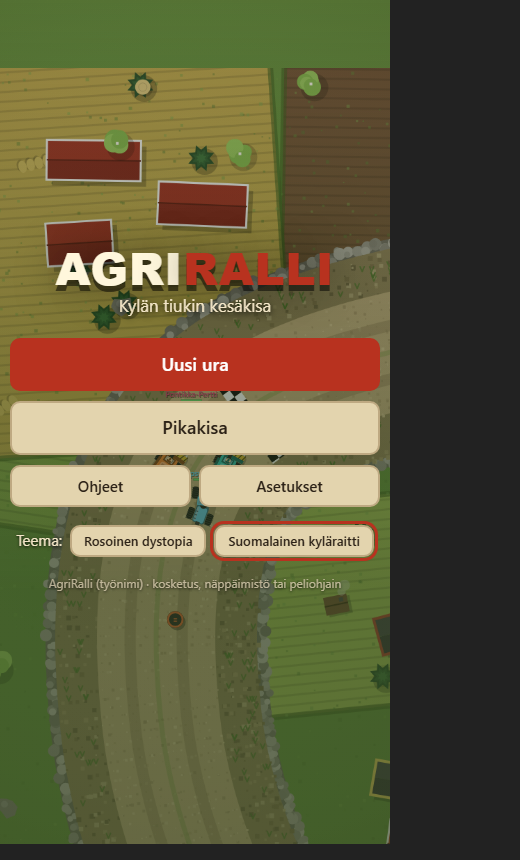 AGRIRALLI
Kylän tiukin kesäkisa
Uusi ura
Pikakisa
Ohjeet Asetukset
Teema: Rosoinen dystopia Suomalainen kyläraitti
AgriRalli (työnimi) · kosketus, näppäimistö tai peliohjain